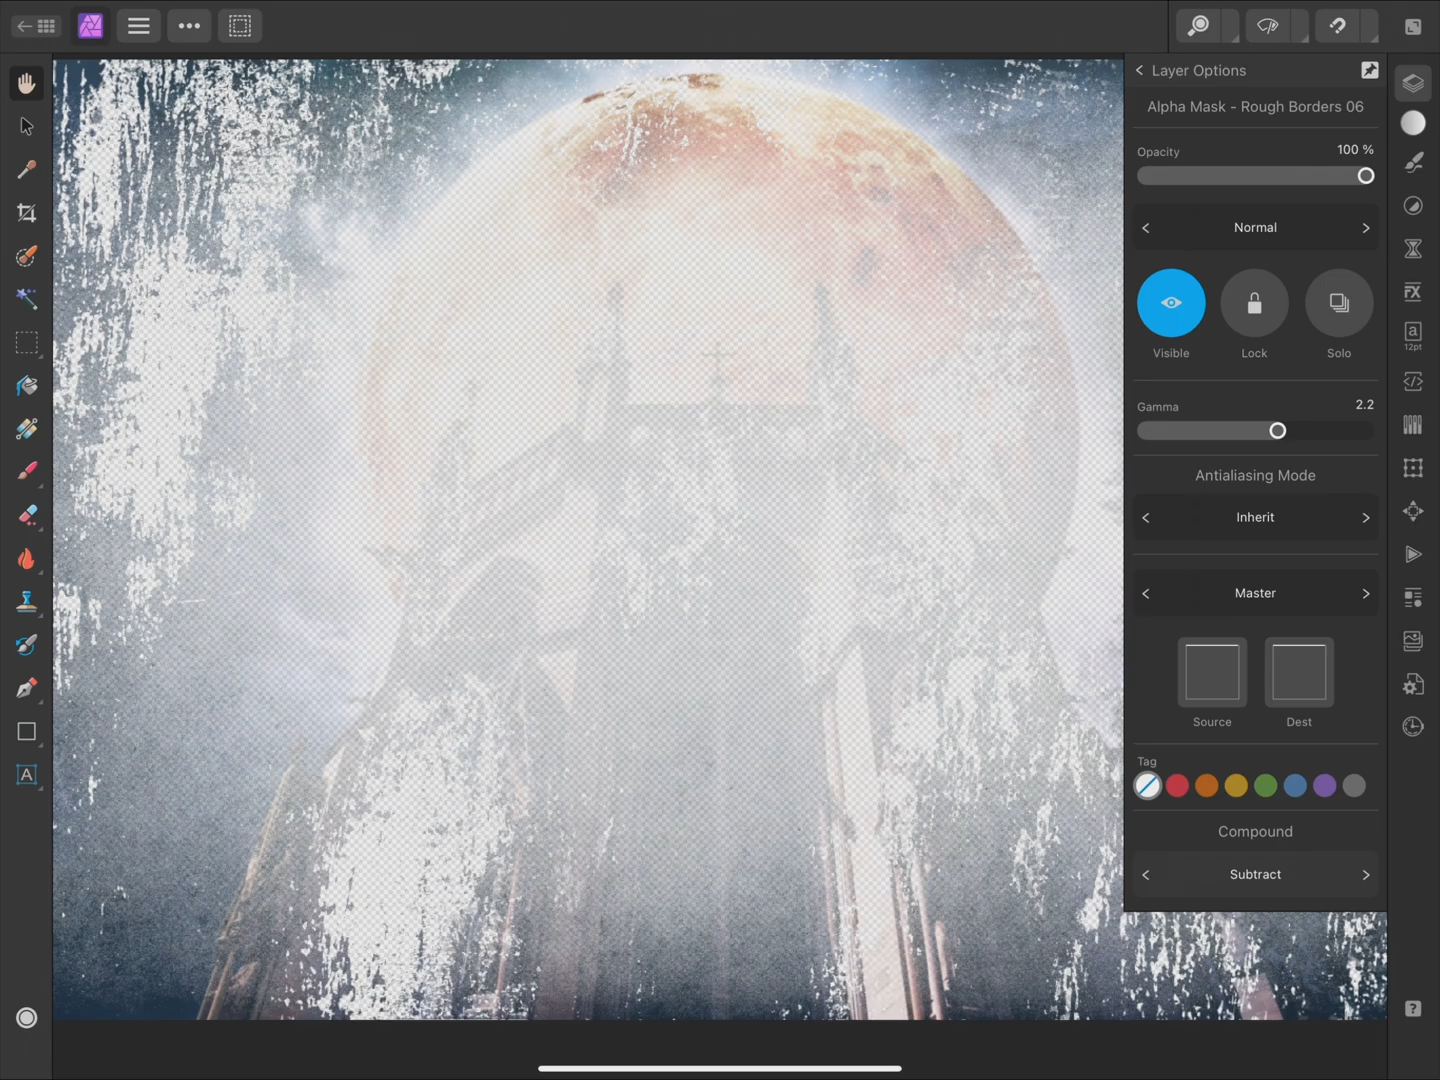 Layer Options
Alpha Mask - Rough Borders 06
Opacity
100 %
Normal
Visible
Lock
Solo
Gamma
2.2
Antialiasing Mode
Inherit
Master
Source
Dest
Tag
Compound
Subtract
FX
a
12pt
A
?